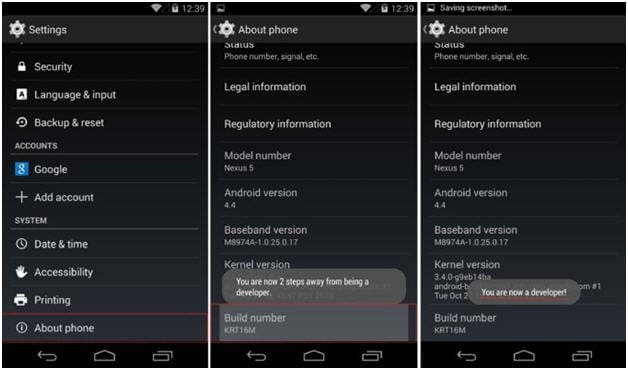 12:39
Settings
Security
A Language & input
Backup & reset
ACCOUNTS
8 Google
Add account
SYSTEM
Date & time
Accessibility
Printing
About phone
12:39
About phone
Status
Phone number, signal, etc.
Legal information
Regulatory information
Model number
Nexus 5
Android version
4.4
Baseband version
M8974A-1.0.25.0.17
Kernel version
You are now 2 steps away from being a
developer.
Build number
KRT16M
Saving screenshot...
About phone
Status
Phone number, signal, etc.
Legal information
Regulatory information
Model number
Nexus 5
Android version
4.4
Baseband version
M8974A-1.0.25.0.17
Kernel version
3.4.0-g9eb14ba
android-b om #1
Tue Oct 2
You are now a developer!
Build number
KRT16M